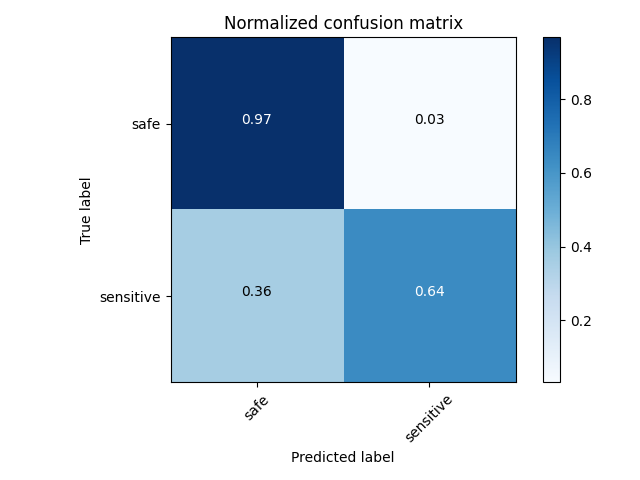 Normalized confusion matrix
safe
0.97
0.03
0.8
0.6
True label
sensitive
0.36
0.64
0.4
0.2
safe
sensitive
Predicted label